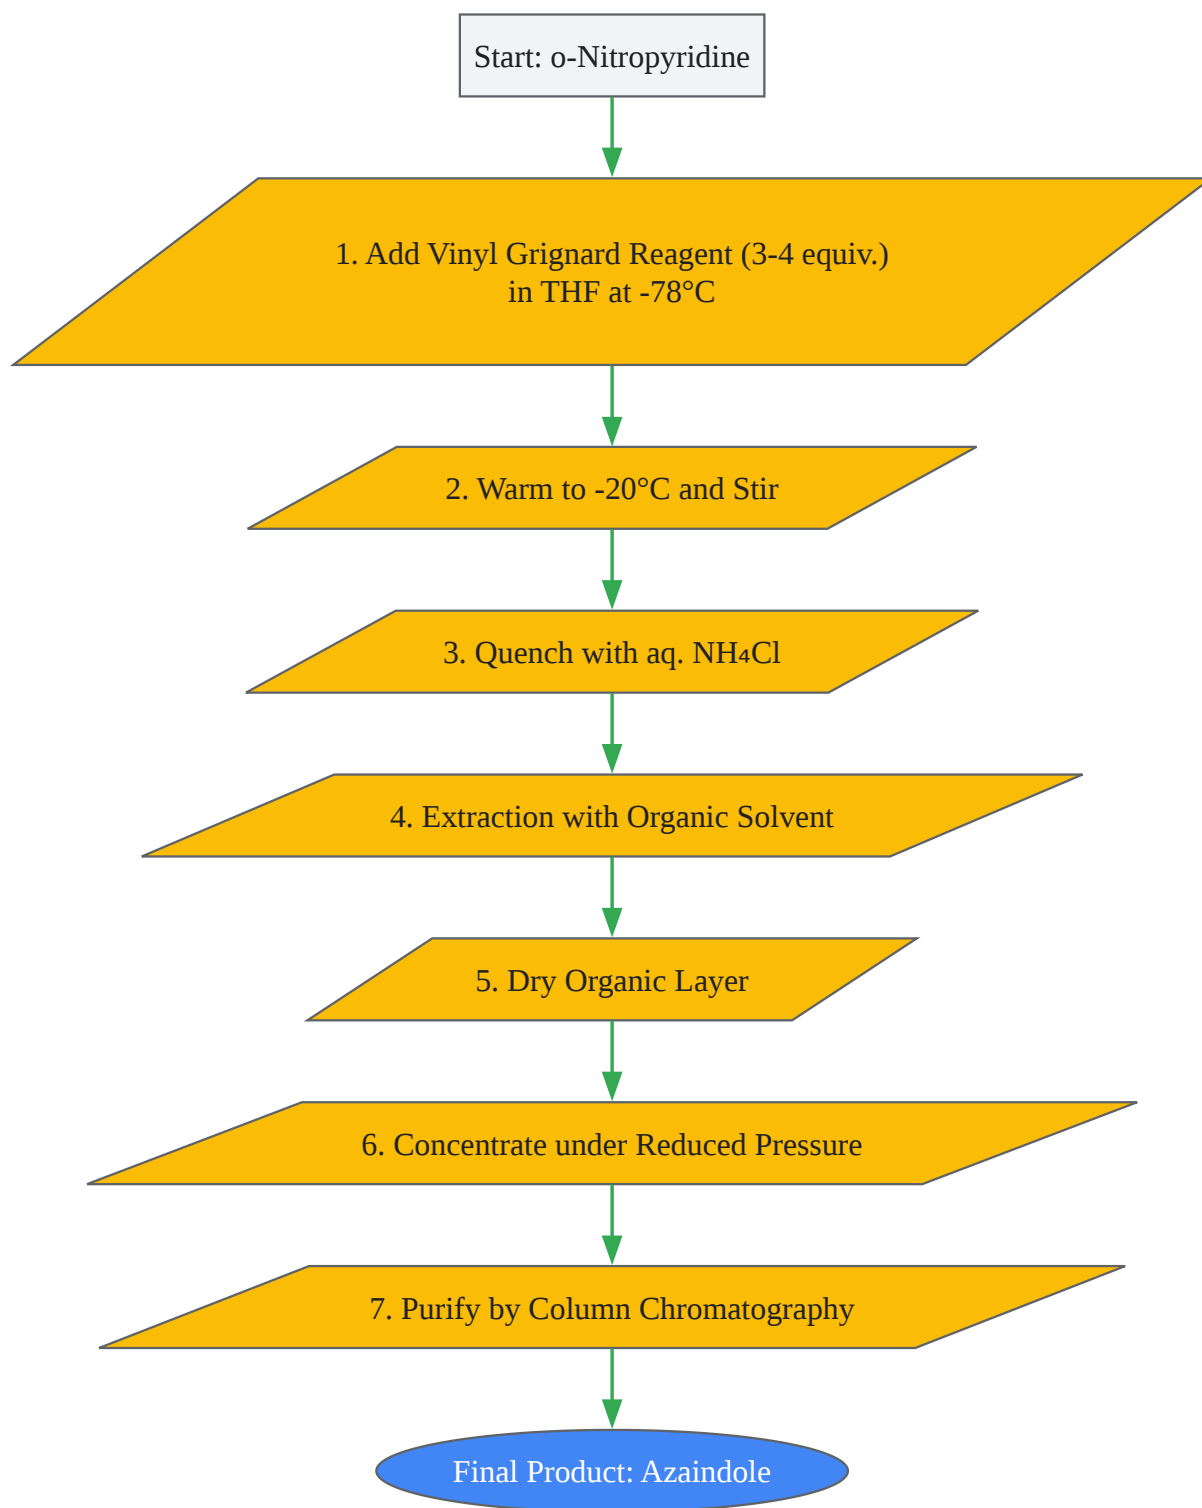 Start: o-Nitropyridine
1. Add Vinyl Grignard Reagent (3-4 equiv.)
in THF at -78°C
2. Warm to -20°C and Stir
3. Quench with aq. NH₄Cl
4. Extraction with Organic Solvent
5. Dry Organic Layer
6. Concentrate under Reduced Pressure
7. Purify by Column Chromatography
Final Product: Azaindole